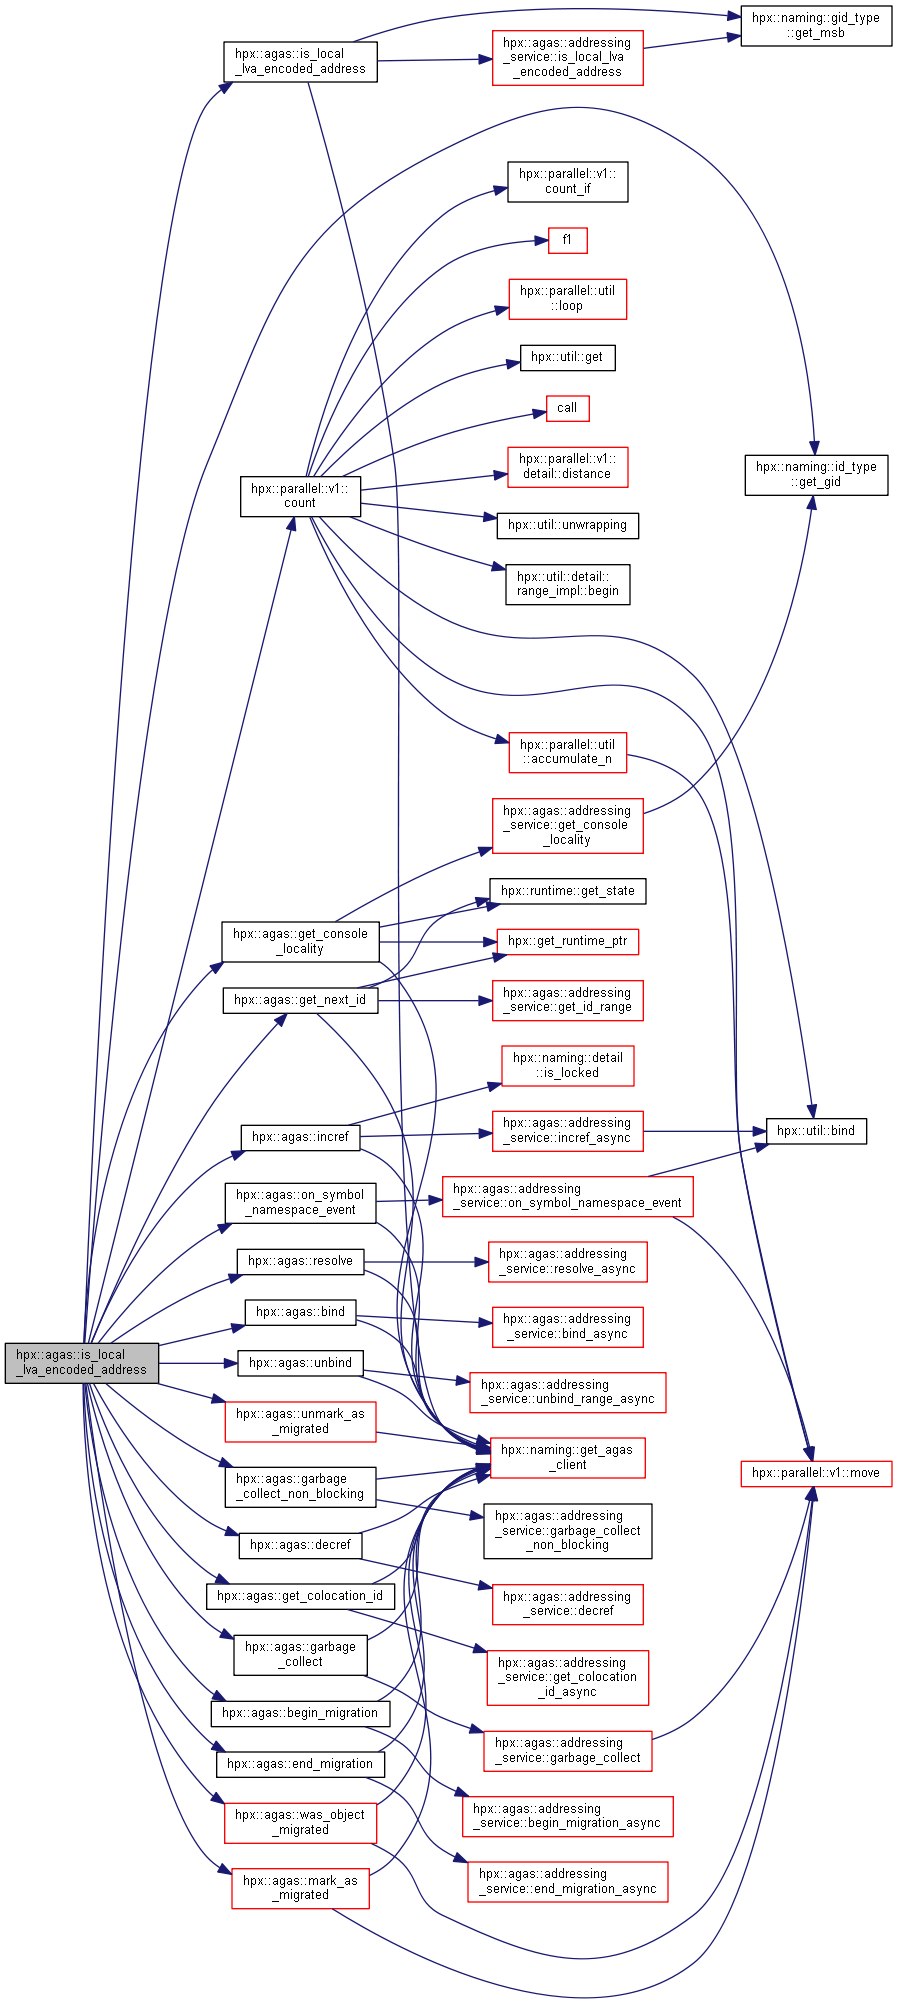 hpx::naming::gid_type
::get_msb
hpx::agas::is_local
_lva_encoded_address
hpx::agas::addressing
_service::is_local_lva
_encoded_address
hpx::parallel::v1::
count_if
f1
hpx::parallel::util
::loop
hpx::util::get
call
hpx::parallel::v1::
detail::distance
hpx::naming::id_type
::get_gid
hpx::parallel::v1::
count
hpx::util::unwrapping
hpx::util::detail::
range_impl::begin
hpx::parallel::util
::accumulate_n
hpx::agas::addressing
_service::get_console
_locality
hpx::runtime::get_state
hpx::agas::get_console
_locality
hpx::get_runtime_ptr
hpx::agas::get_next_id
hpx::agas::addressing
_service::get_id_range
hpx::naming::detail
::is_locked
hpx::agas::incref
hpx::agas::addressing
_service::incref_async
hpx::util::bind
hpx::agas::on_symbol
_namespace_event
hpx::agas::addressing
_service::on_symbol_namespace_event
hpx::agas::resolve
hpx::agas::addressing
_service::resolve_async
hpx::agas::bind
hpx::agas::addressing
_service::bind_async
hpx::agas::is_local
_lva_encoded_address
hpx::agas::unbind
hpx::agas::addressing
_service::unbind_range_async
hpx::agas::unmark_as
_migrated
hpx::naming::get_agas
_client
hpx::parallel::v1::move
hpx::agas::garbage
_collect_non_blocking
hpx::agas::addressing
_service::garbage_collect
_non_blocking
hpx::agas::decref
hpx::agas::addressing
_service::decref
hpx::agas::get_colocation_id
hpx::agas::garbage
_collect
hpx::agas::addressing
_service::get_colocation
_id_async
hpx::agas::begin_migration
hpx::agas::addressing
_service::garbage_collect
hpx::agas::end_migration
hpx::agas::addressing
_service::begin_migration_async
hpx::agas::was_object
_migrated
hpx::agas::mark_as
_migrated
hpx::agas::addressing
_service::end_migration_async